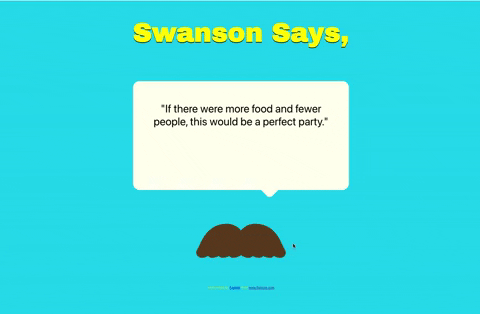 Swanson Says,
"If there were more food and fewer
people, this would be a perfect party."